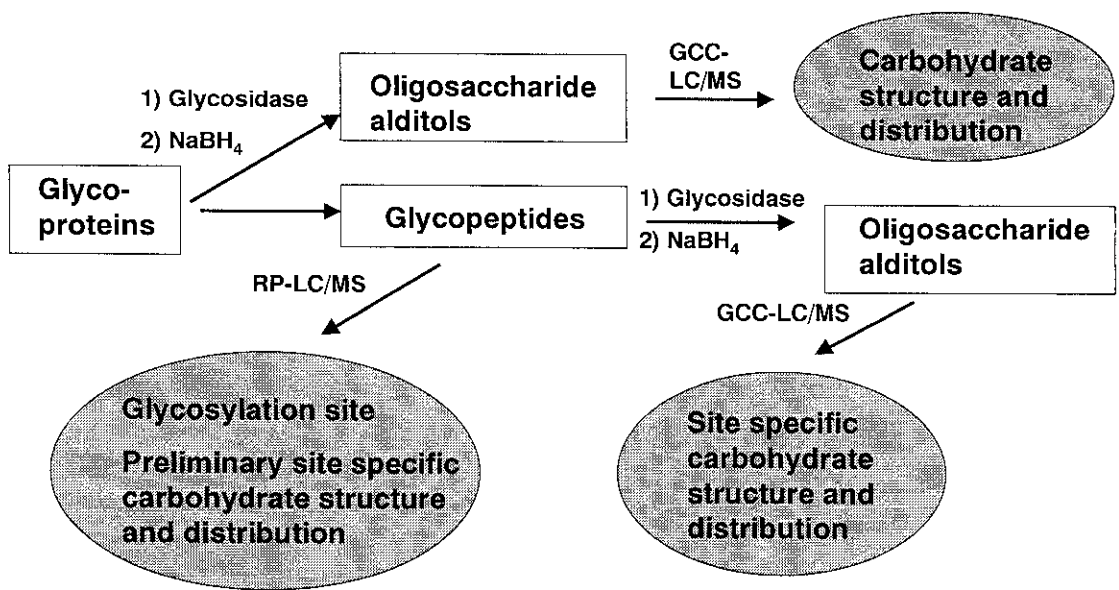 1) Glycosidase
2) NaBH4
Oligosaccharide
alditols
GCC-
LC/MS
Carbohydrate
structure and
distribution
Glyco-
proteins
Glycopeptides
1) Glycosidase
2) NaBH4
Oligosaccharide
alditols
RP-LC/MS
GCC-LC/MS
Glycosylation site
Preliminary site specific
carbohydrate structure
and distribution
Site specific
carbohydrate
structure and
distribution